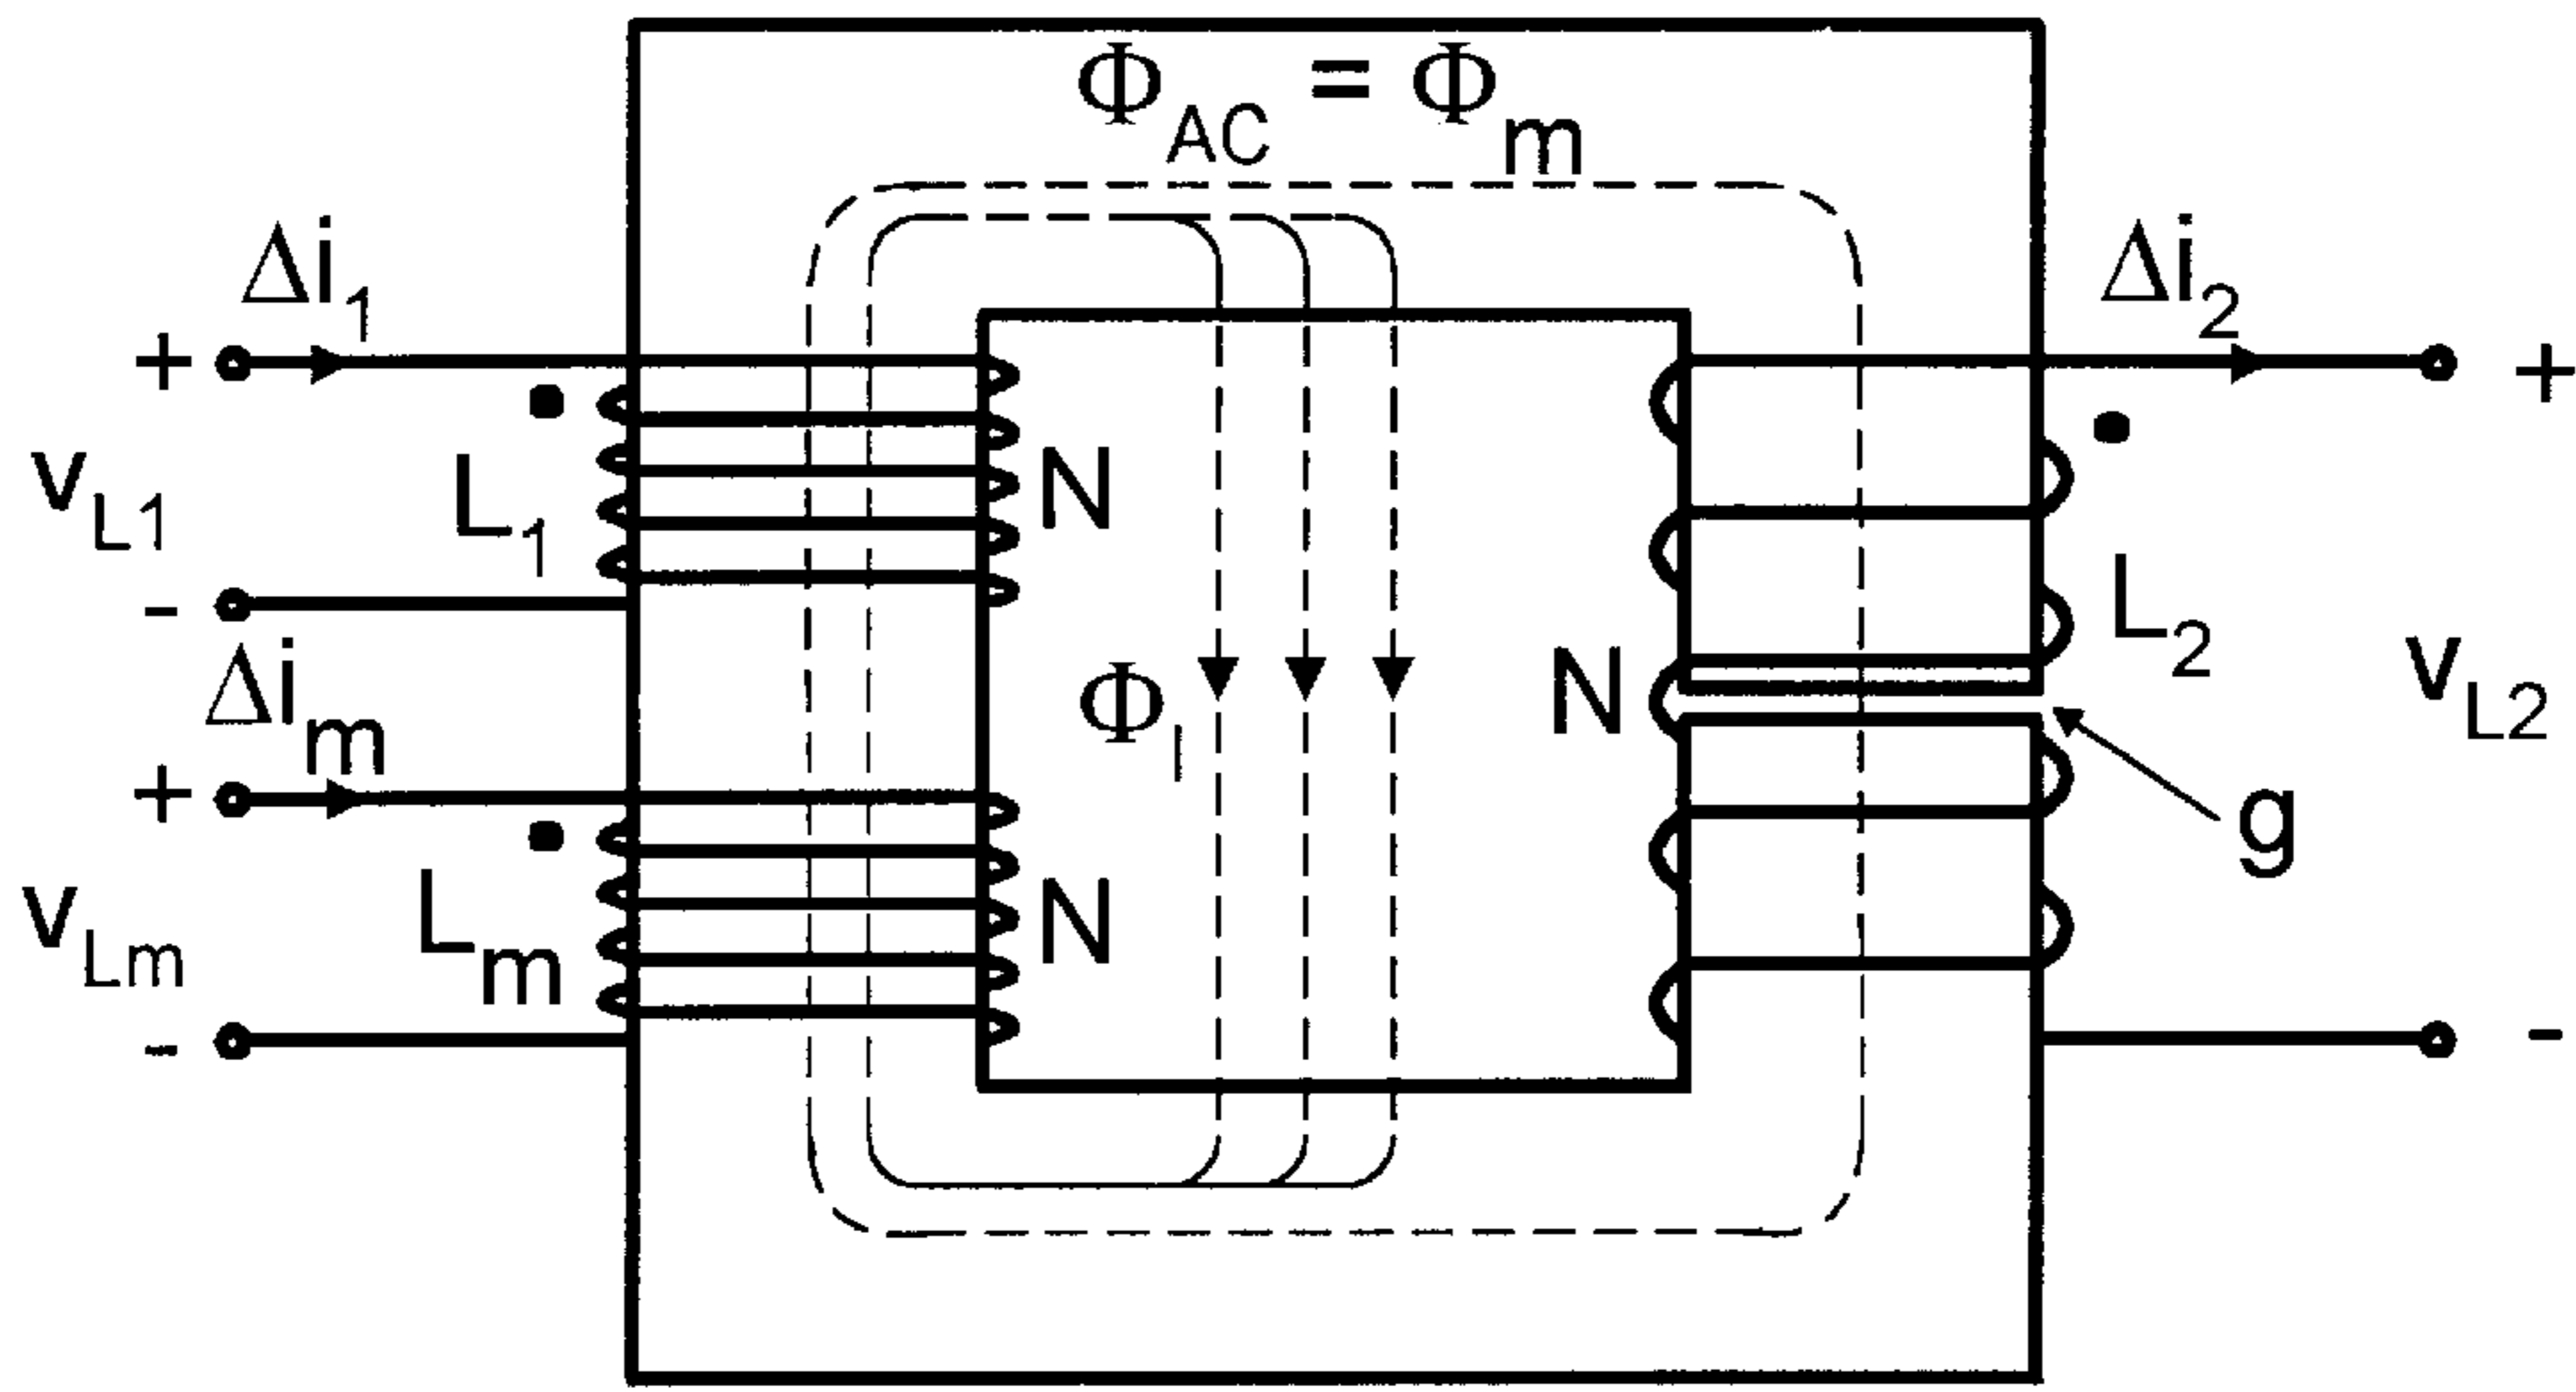 Φ_AC = Φ_m
Δi_1
Δi_2
+
+
v_L1
L_1
N
-
Δi_m
Φ_l
N
L_2
v_L2
+
g
v_Lm
L_m
N
-
-